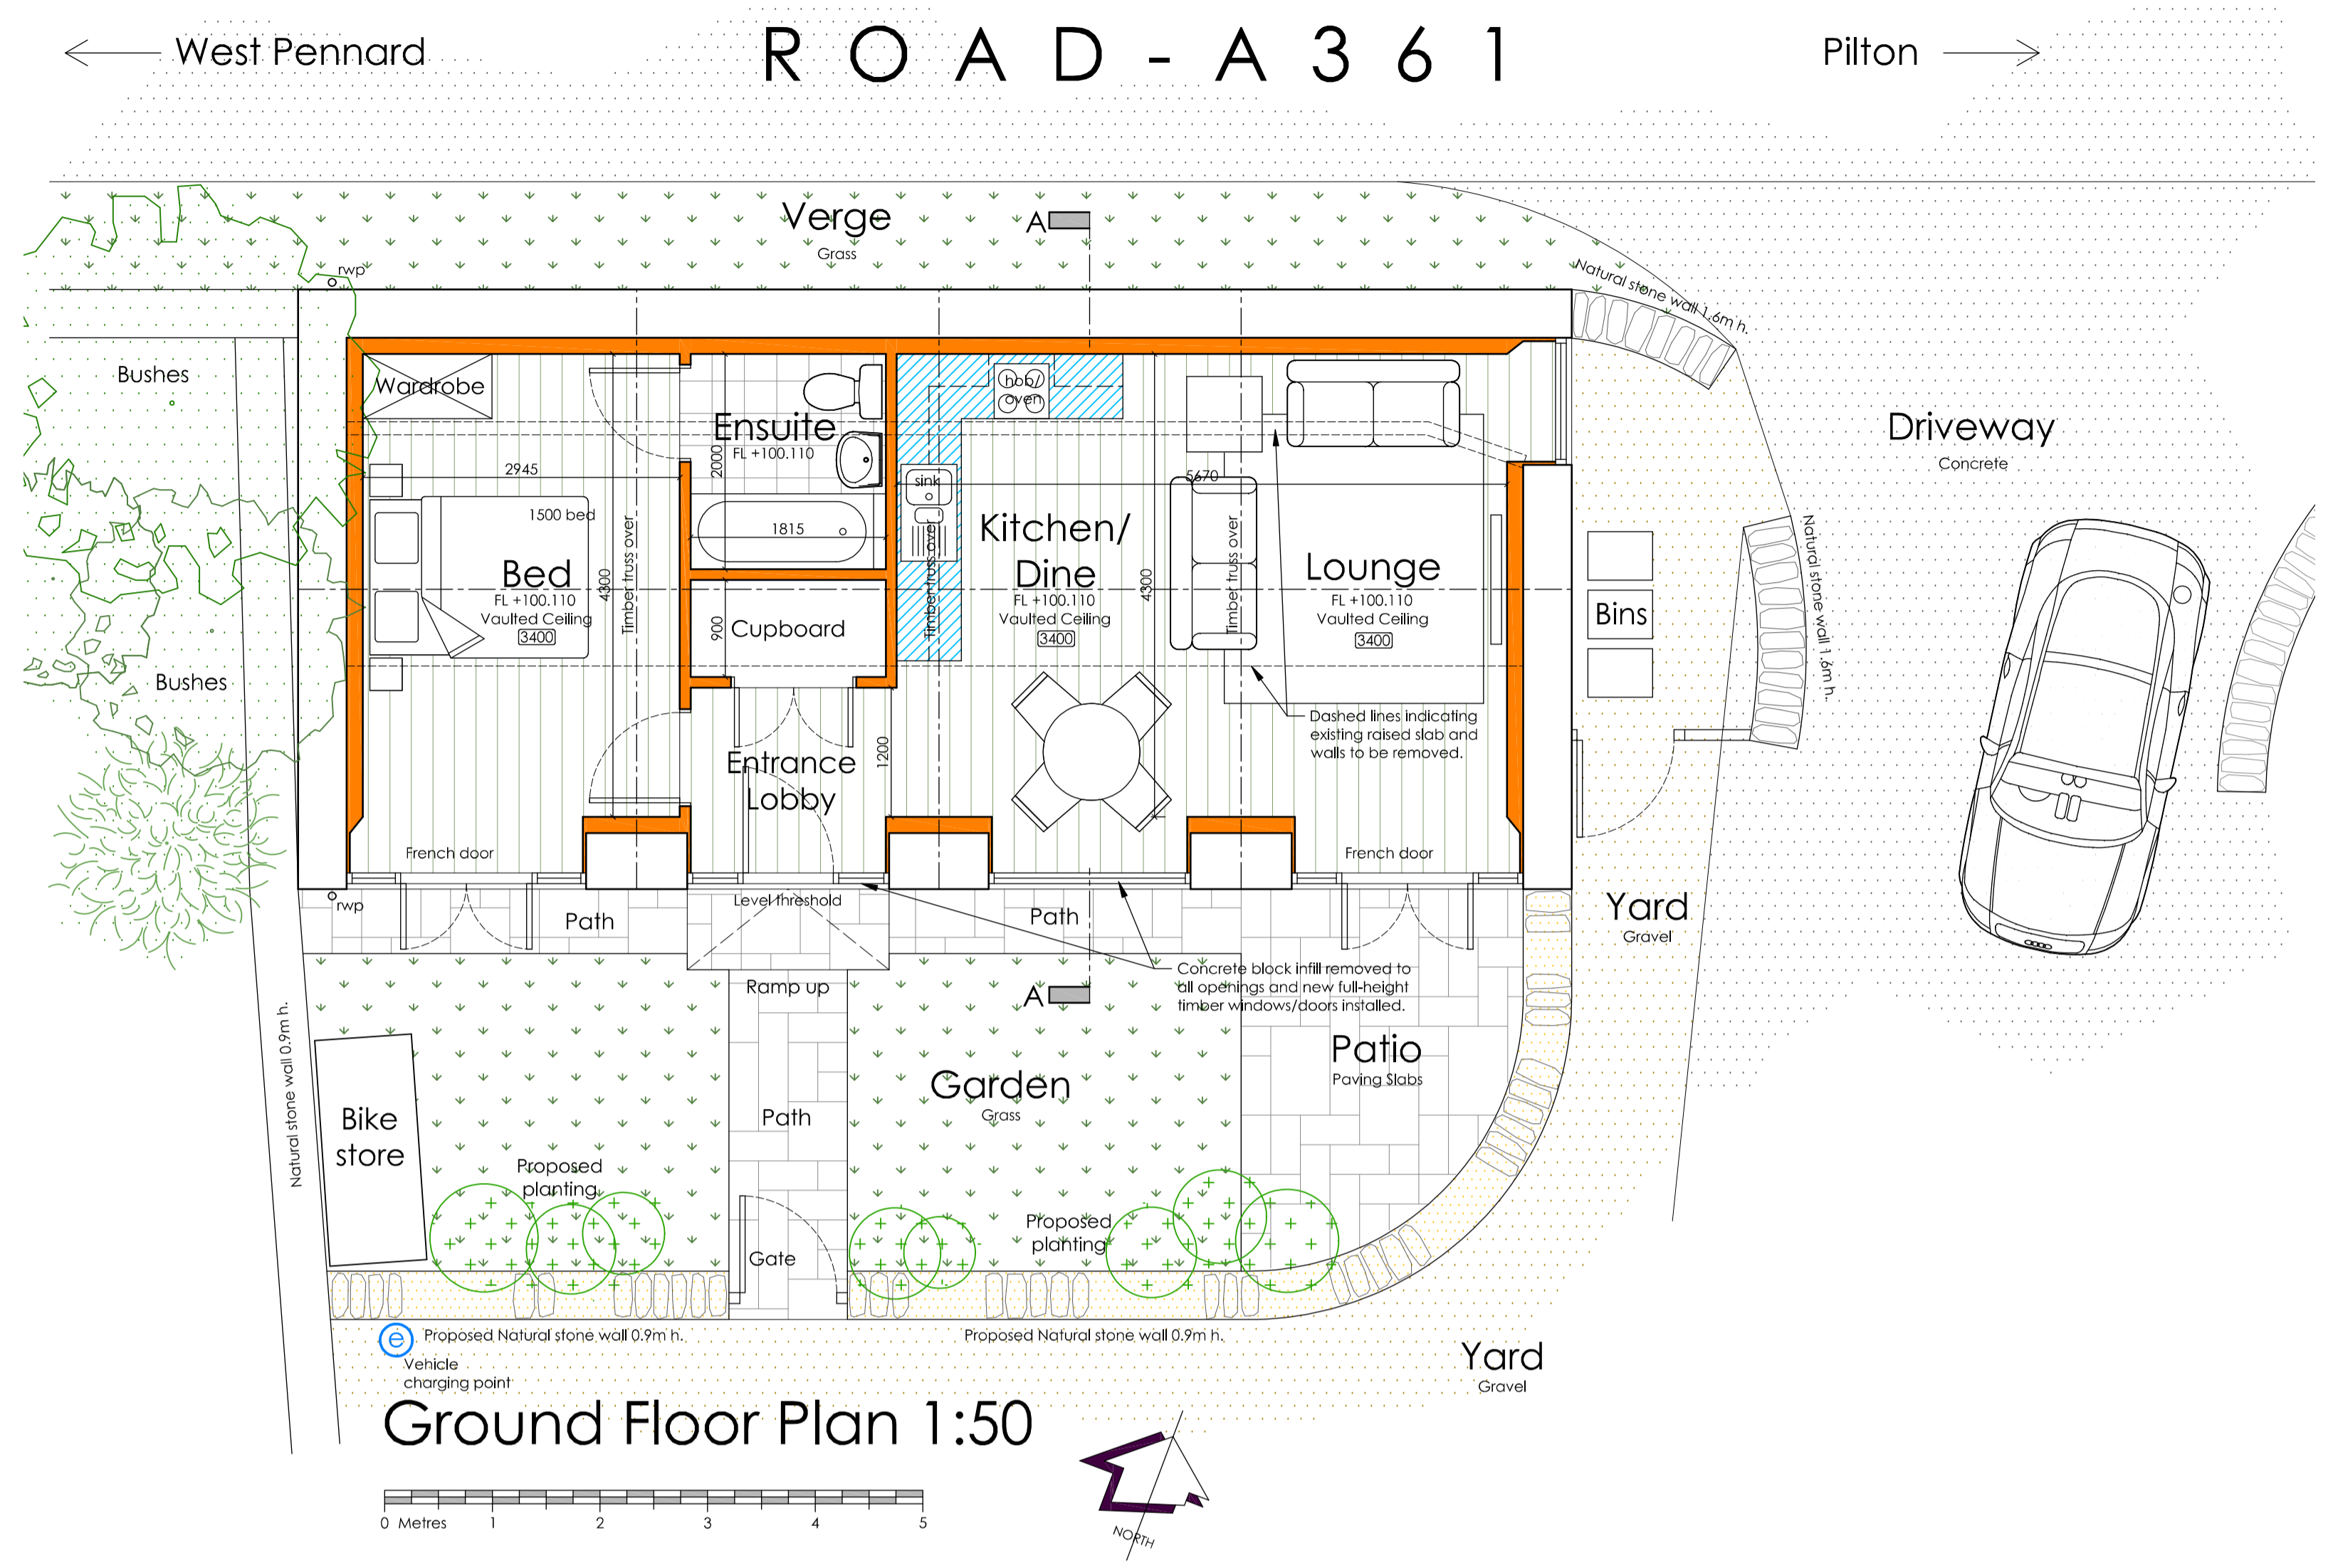 West Pennard
ROAD-A361
Pilton
Verge
Grass
A
rwp
Natural stone wall 1.6m h.
Bushes
Wardrobe
Ensuite
FL +100.110
2000
hob/
oven
Driveway
Concrete
2945
sink
5670
1500 bed
1815
Kitchen/
Dine
FL +100.110
Vaulted Ceiling
3400
Bed
FL +100.110
Vaulted Ceiling
3400
4300
Timber truss over
Timber truss over
4300
Timber truss over
Lounge
FL +100.110
Vaulted Ceiling
3400
Natural stone wall 1.6m h.
Bins
900
Cupboard
Bushes
Dashed lines indicating
existing raised slab and
walls to be removed.
Entrance
Lobby
1200
French door
French door
rwp
Path
Level threshold
Path
Yard
Gravel
Concrete block infill removed to
all openings and new full-height
timber windows/doors installed.
Ramp up
A
Natural stone wall 0.9m h.
Patio
Paving Slabs
Garden
Grass
Bike
store
Path
Proposed
planting
Proposed
planting
Gate
e
Proposed Natural stone wall 0.9m h.
Proposed Natural stone wall 0.9m h.
Vehicle
charging point
Yard
Gravel
Ground Floor Plan 1:50
0 Metres 1 2 3 4 5
NORTH